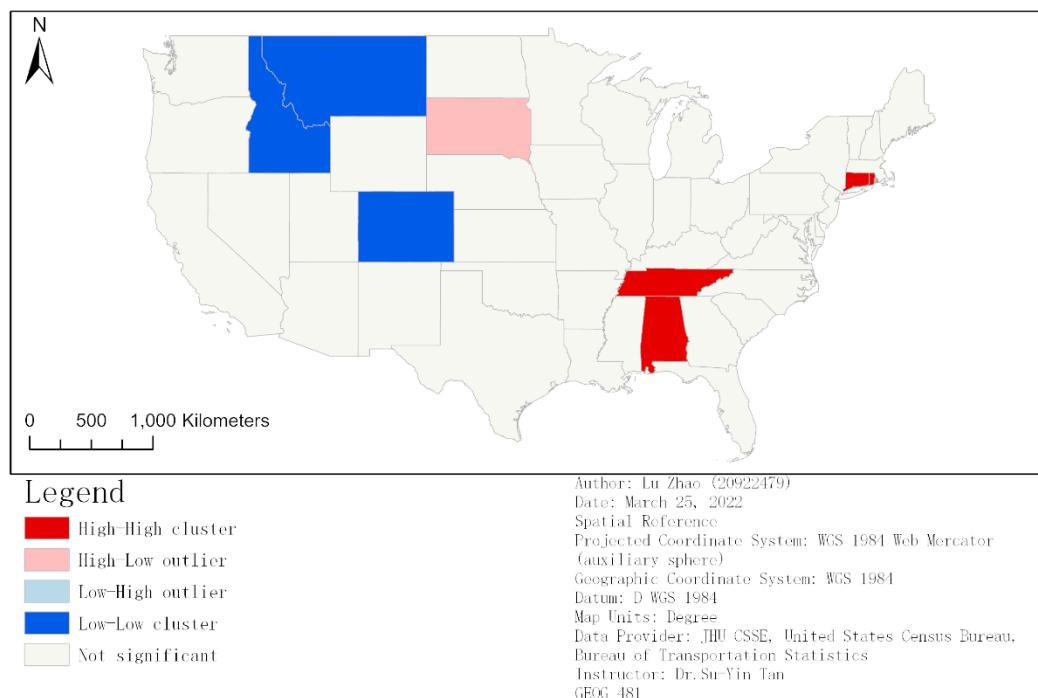 N
0 500 1,000 Kilometers
Legend
High-High cluster
High-Low outlier
Low-High outlier
Low-Low cluster
Not significant
Author: Lu Zhao (20922479)
Date: March 25, 2022
Spatial Reference
Projected Coordinate System: WGS 1984 Web Mercator
(auxiliary sphere)
Geographic Coordinate System: WGS 1984
Datum: D WGS 1984
Map Units: Degree
Data Provider: JHU CSSE, United States Census Bureau,
Bureau of Transportation Statistics
Instructor: Dr.Su-Yin Tan
GEOG 481